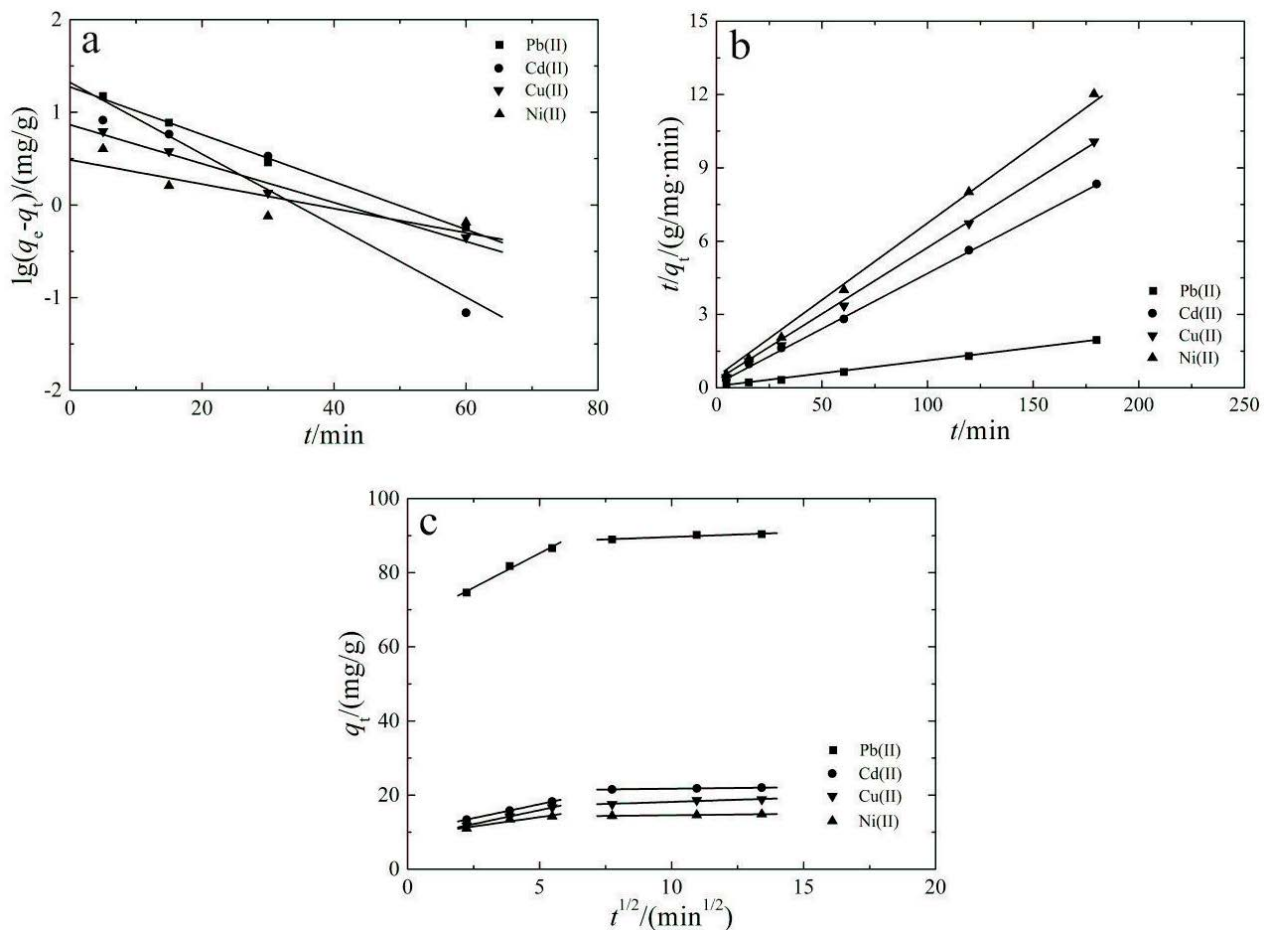 a
Pb(II)
Cd(II)
Cu(II)
Ni(II)
2
1
0
-1
-2
lg(qe-qt)/(mg/g)
0 20 40 60 80
t/min
b
12
9
6
3
0
t/qt/(g/mg·min)
Pb(II)
Cd(II)
Cu(II)
Ni(II)
0 50 100 150 200 250
t/min
c
100
80
60
40
20
0
qt/(mg/g)
Pb(II)
Cd(II)
Cu(II)
Ni(II)
0 5 10 15 20
t1/2/(min1/2)